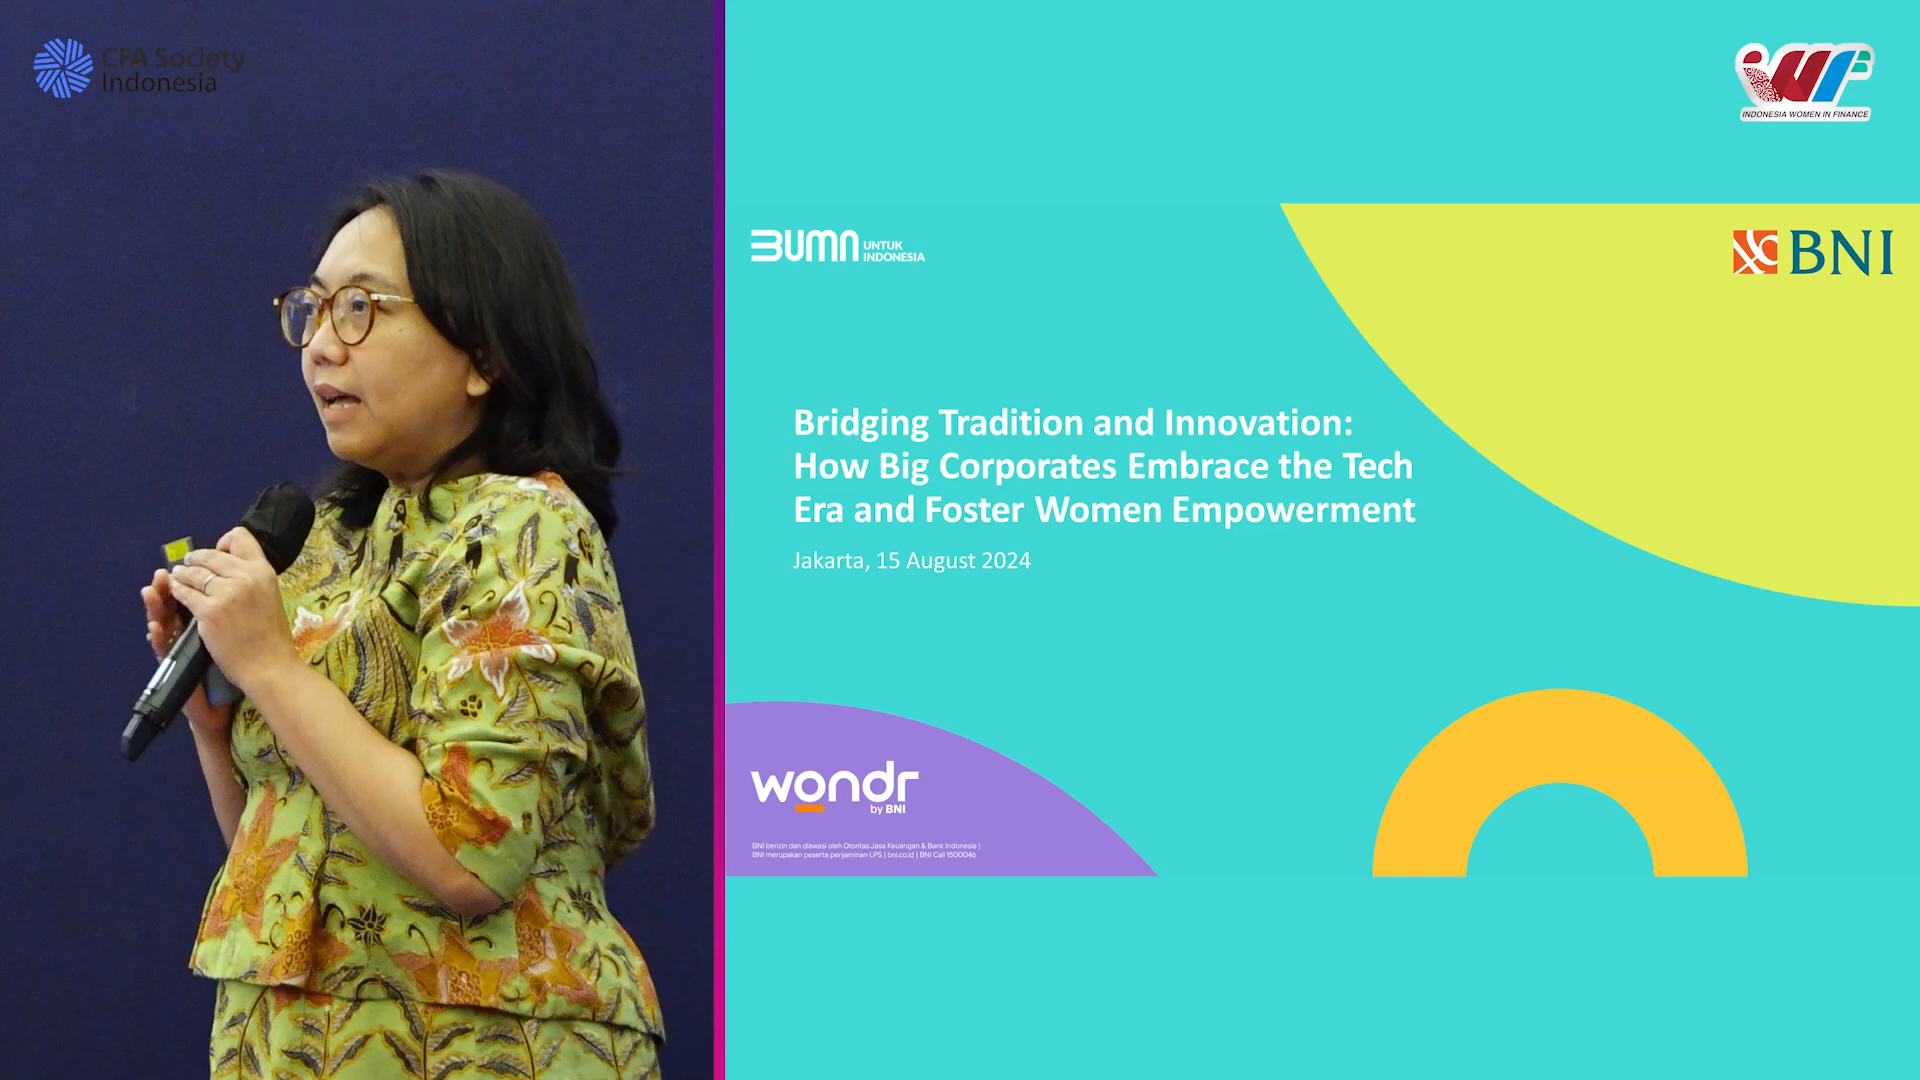 CFA Society
Indonesia
IWF
INDONESIA WOMEN IN FINANCE
BUMN UNTUK
INDONESIA
BNI
Bridging Tradition and Innovation:
How Big Corporates Embrace the Tech
Era and Foster Women Empowerment
Jakarta, 15 August 2024
wondr
by BNI
BNI berizin dan diawasi oleh Otoritas Jasa Keuangan & Bank Indonesia |
BNI merupakan peserta penjaminan LPS | bni.co.id | BNI Call 1500046